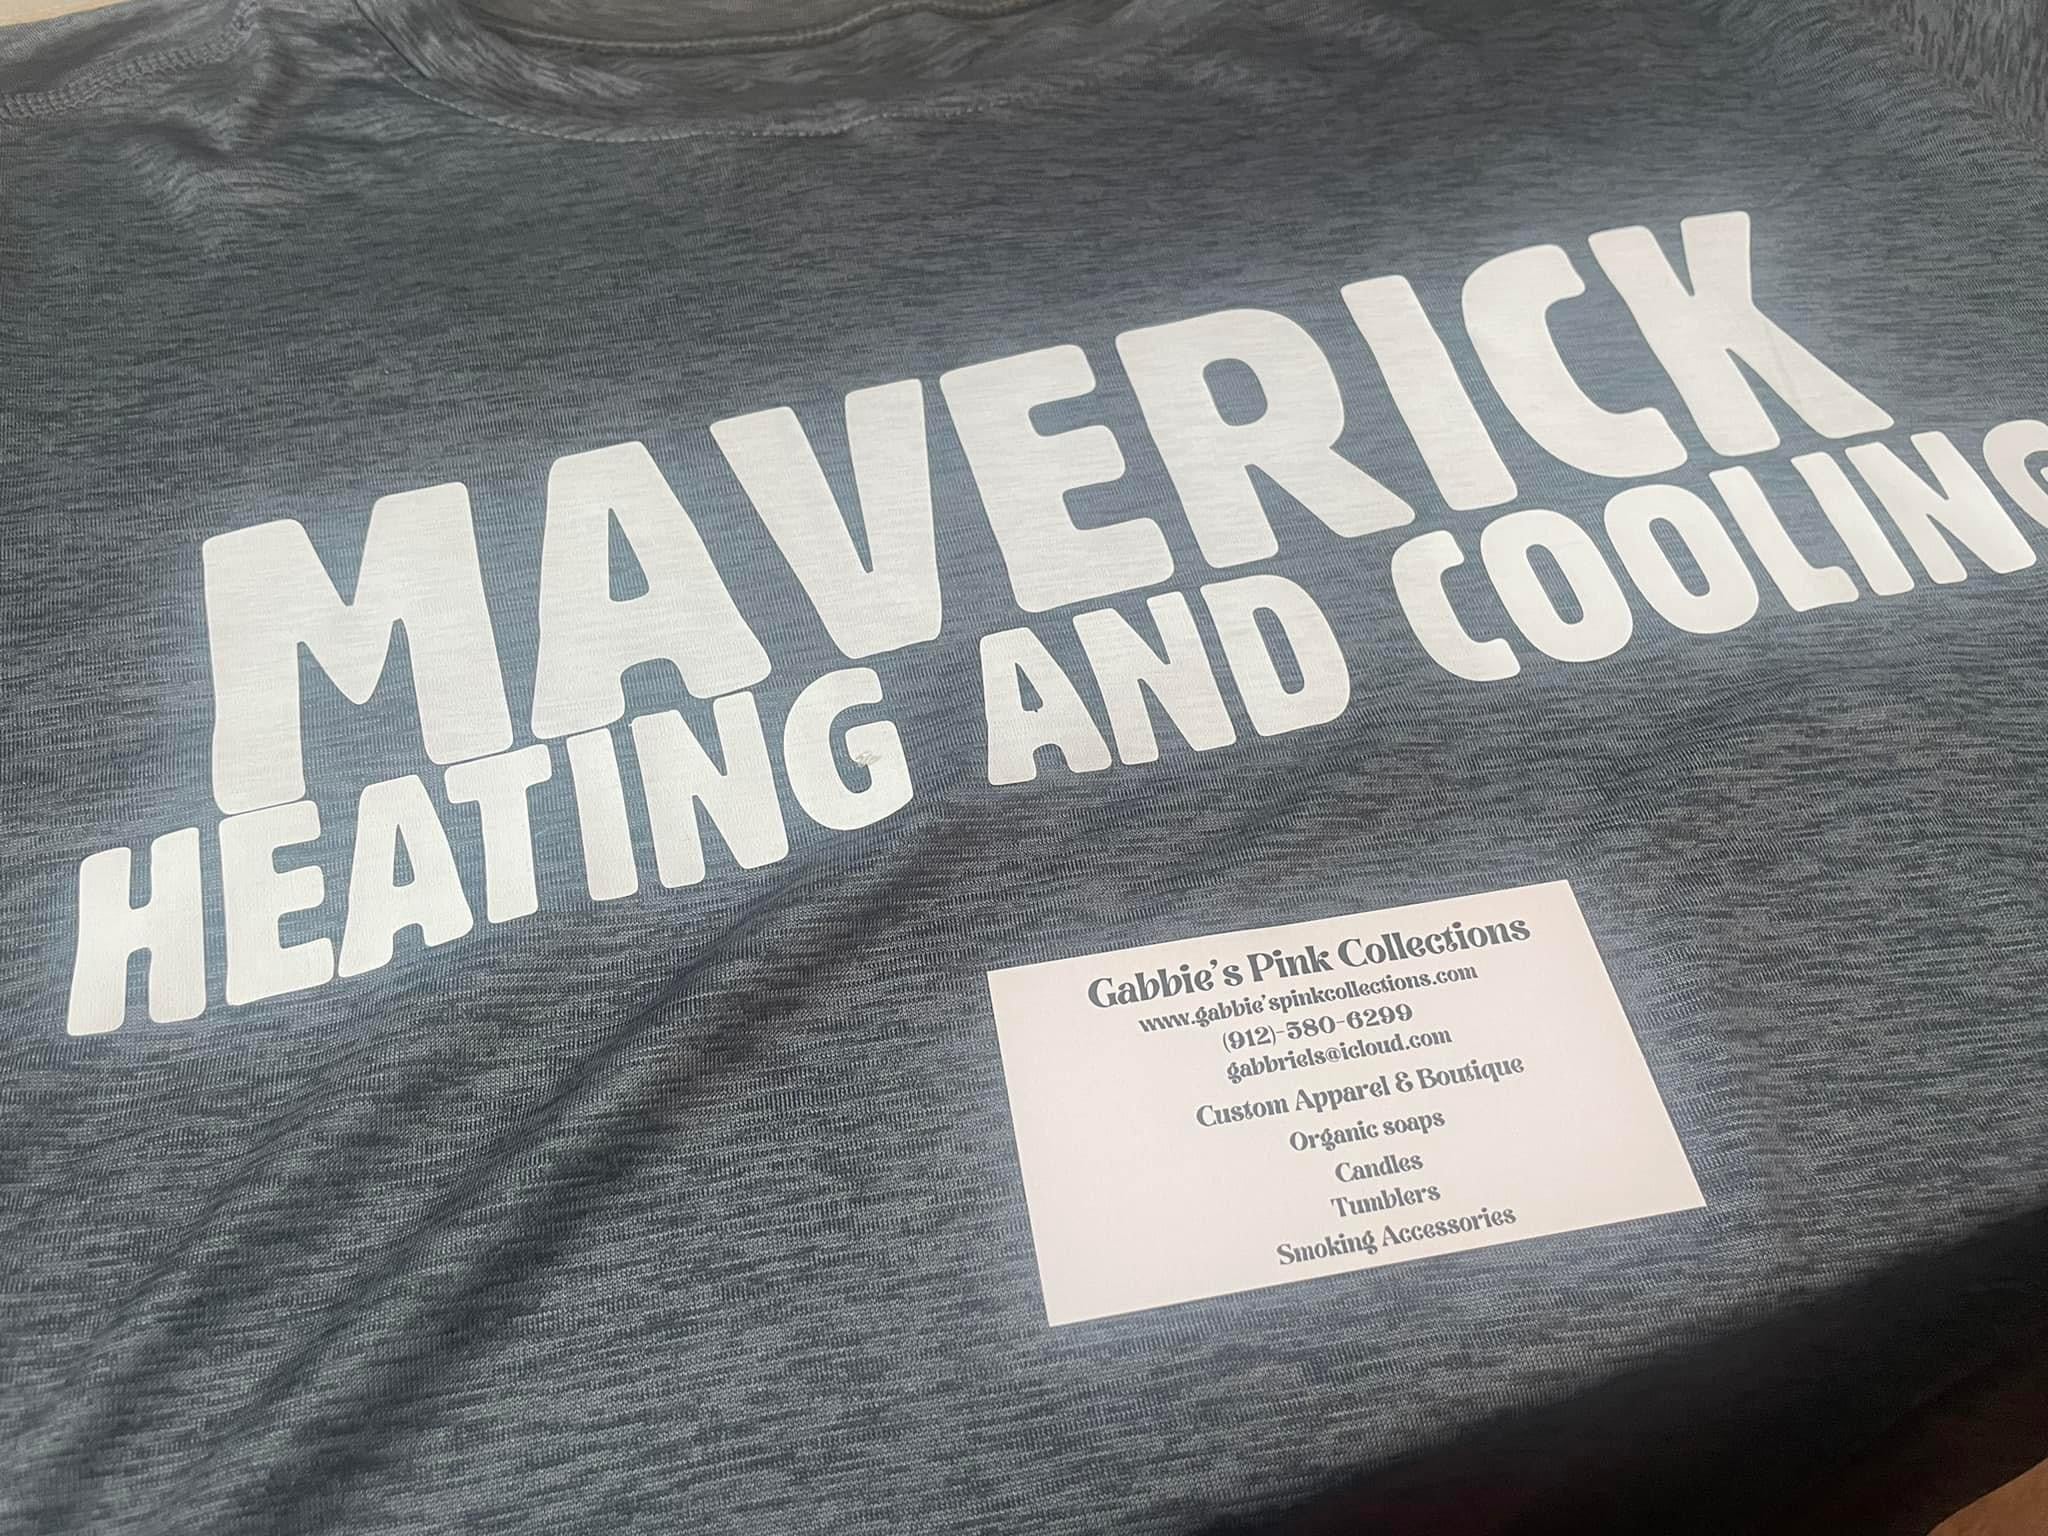 MAVERICK
HEATING AND COOLING
Gabbie's Pink Collections
www.gabbie'spinkcollections.com
(912)-580-6299
gabbriels@icloud.com
Custom Apparel & Boutique
Organic soaps
Candles
Tumblers
Smoking Accessories